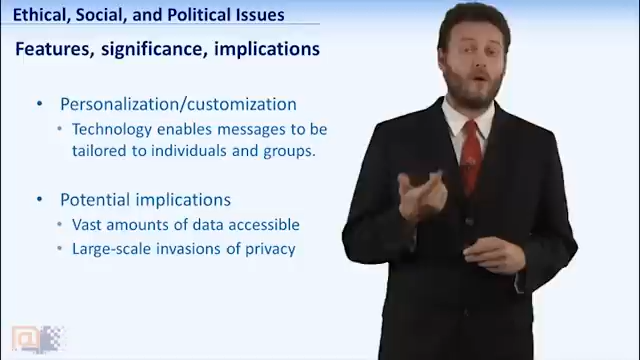 Ethical, Social, and Political Issues
Features, significance, implications
• Personalization/customization
• Technology enables messages to be
tailored to individuals and groups.
• Potential implications
• Vast amounts of data accessible
• Large-scale invasions of privacy
@